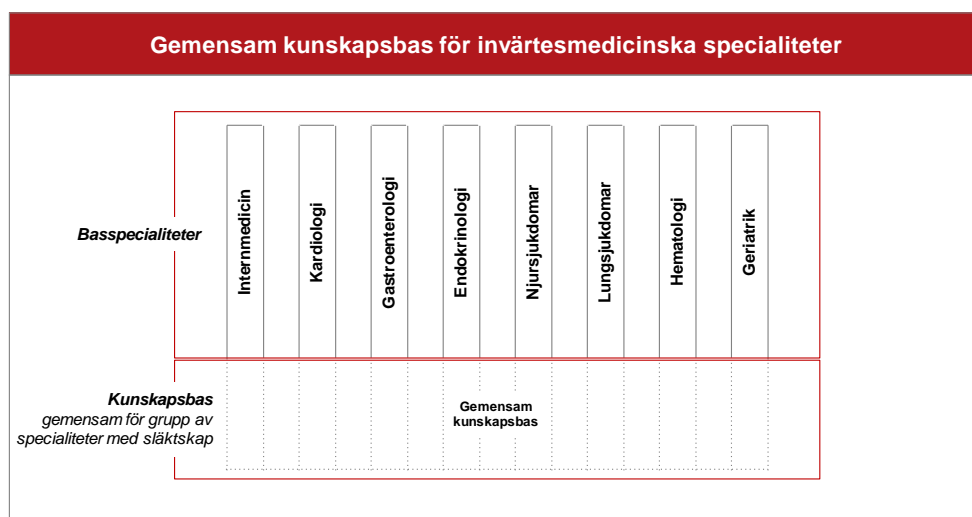 Gemensam kunskapsbas för invärtesmedicinska specialiteter
Basspecialiteter
Internmedicin
Kardiologi
Gastroenterologi
Endokrinologi
Njursjukdomar
Lungsjukdomar
Hematologi
Geriatrik
Kunskapsbas
gemensam för grupp av
specialiteter med släktskap
Gemensam
kunskapsbas